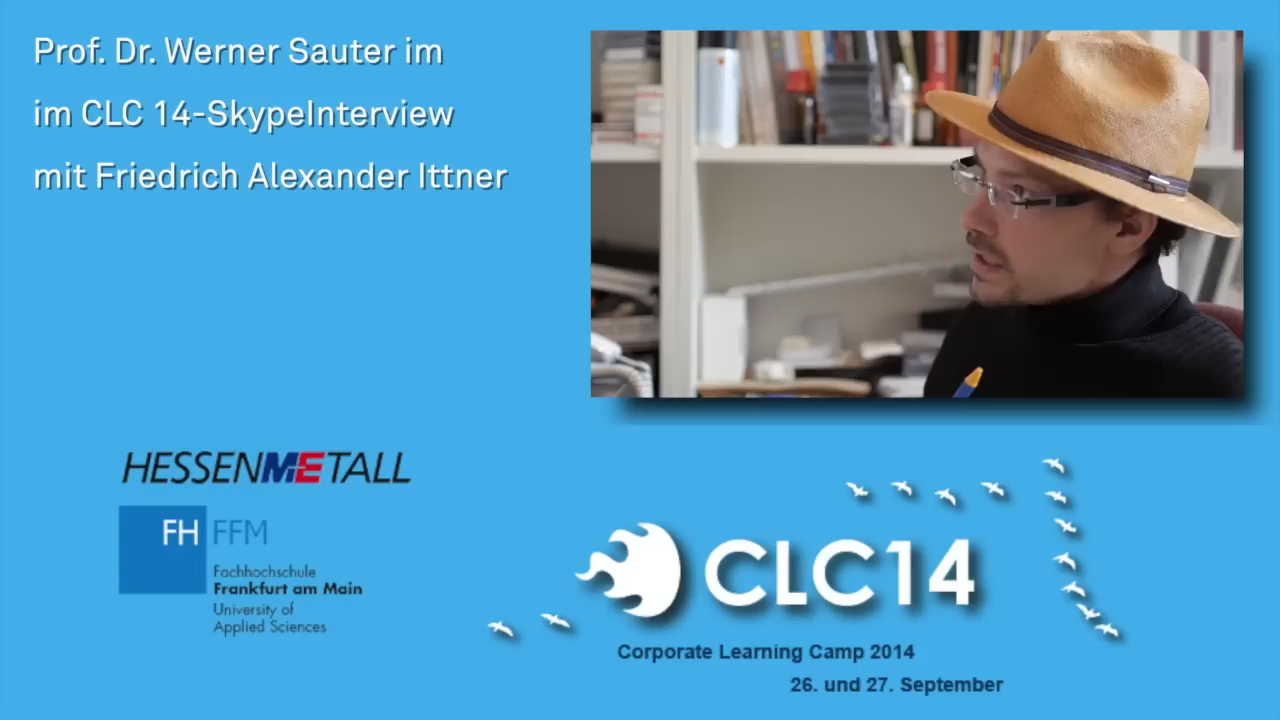 Prof. Dr. Werner Sauter im
im CLC 14-SkypeInterview
mit Friedrich Alexander Ittner
HESSENMETALL
FH FFM
Fachhochschule
Frankfurt am Main
University of
Applied Sciences
CLC14
Corporate Learning Camp 2014
26. und 27. September